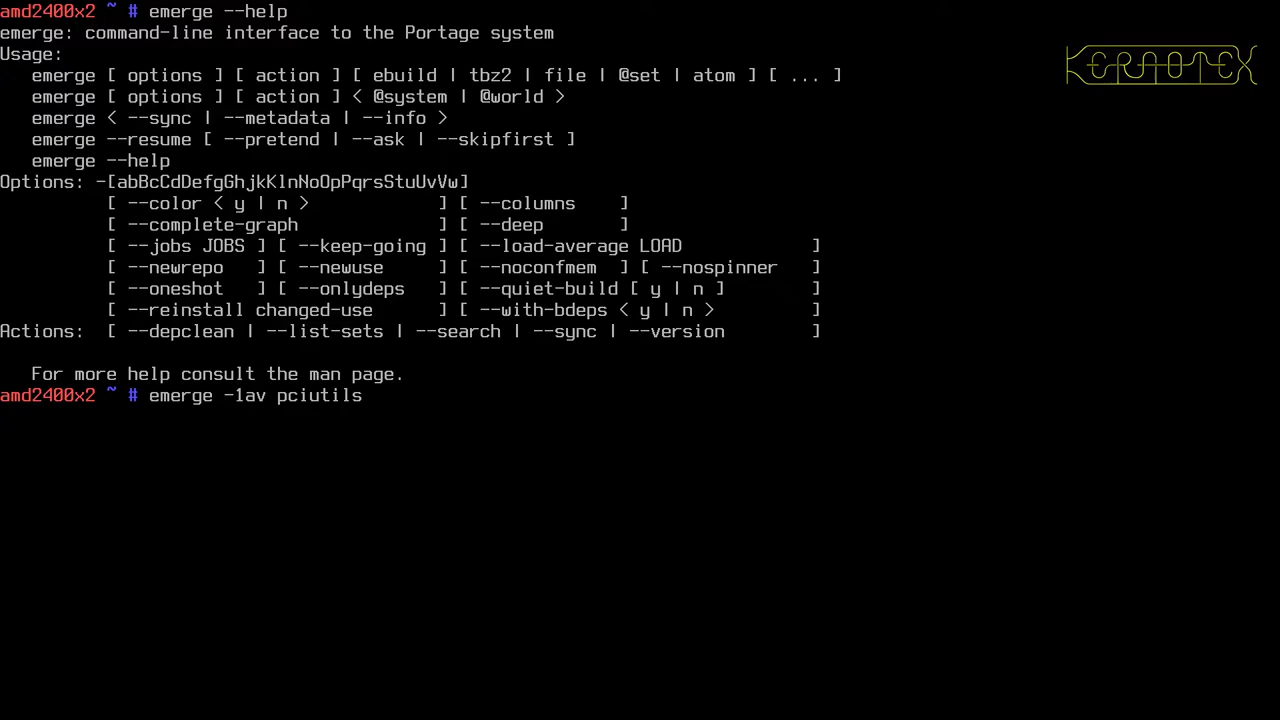 amd2400x2 ~ # emerge --help
emerge: command-line interface to the Portage system
Usage:
   emerge [ options ] [ action ] [ ebuild | tbz2 | file | @set | atom ] [ ... ]
   emerge [ options ] [ action ] < @system | @world >
   emerge < --sync | --metadata | --info >
   emerge --resume [ --pretend | --ask | --skipfirst ]
   emerge --help
Options: -[abBcCdDefgGhjkKlnNoOpPqrsStuUvVw]
          [ --color < y | n >            ] [ --columns    ]
          [ --complete-graph             ] [ --deep       ]
          [ --jobs JOBS ] [ --keep-going ] [ --load-average LOAD            ]
          [ --newrepo   ] [ --newuse     ] [ --noconfmem  ] [ --nospinner   ]
          [ --oneshot   ] [ --onlydeps   ] [ --quiet-build [ y | n ]        ]
          [ --reinstall changed-use      ] [ --with-bdeps < y | n >         ]
Actions:  [ --depclean | --list-sets | --search | --sync | --version        ]

   For more help consult the man page.
amd2400x2 ~ # emerge -1av pciutils
KERAOTEX